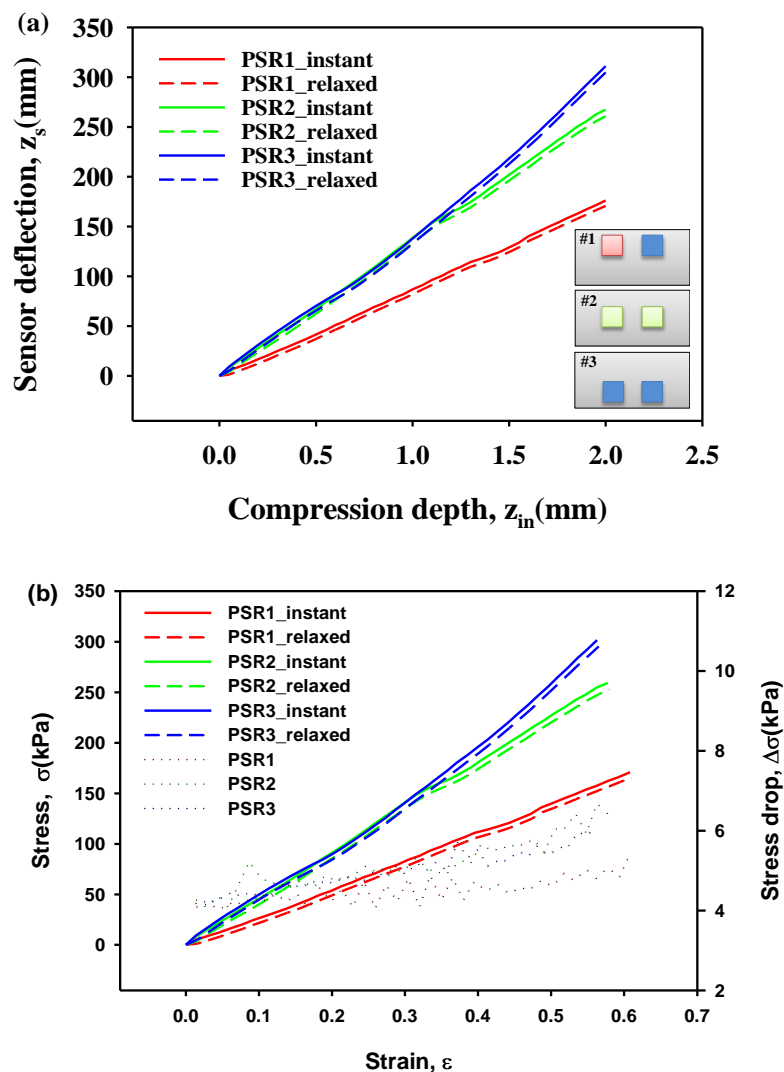 (a)
350
300
250
200
150
100
50
0
Sensor deflection, z_s(mm)
PSR1_instant
PSR1_relaxed
PSR2_instant
PSR2_relaxed
PSR3_instant
PSR3_relaxed
#1
#2
#3
0.0 0.5 1.0 1.5 2.0 2.5
Compression depth, z_in(mm)
(b)
350
300
250
200
150
100
50
0
Stress, σ(kPa)
PSR1_instant
PSR1_relaxed
PSR2_instant
PSR2_relaxed
PSR3_instant
PSR3_relaxed
PSR1
PSR2
PSR3
12
10
8
6
4
2
Stress drop, Δσ(kPa)
0.0 0.1 0.2 0.3 0.4 0.5 0.6 0.7
Strain, ε